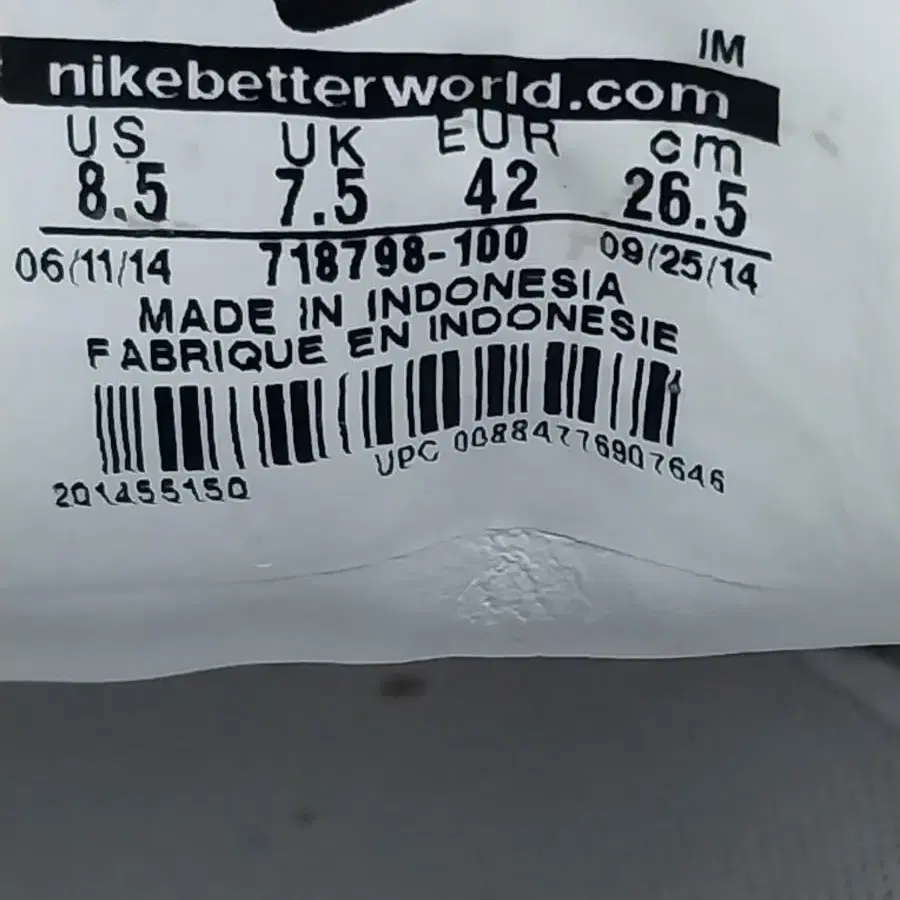 IM
nikebetterworld.com
US UK EUR cm
8.5 7.5 42 26.5
06/11/14 718798-100 09/25/14
MADE IN INDONESIA
FABRIQUE EN INDONESIE
UPC 00884776907646